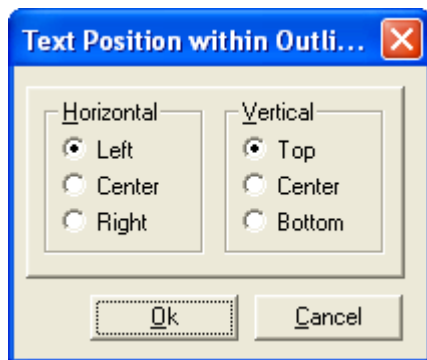 Text Position within Outli...
Horizontal
Left
Center
Right
Vertical
Top
Center
Bottom
Ok
Cancel